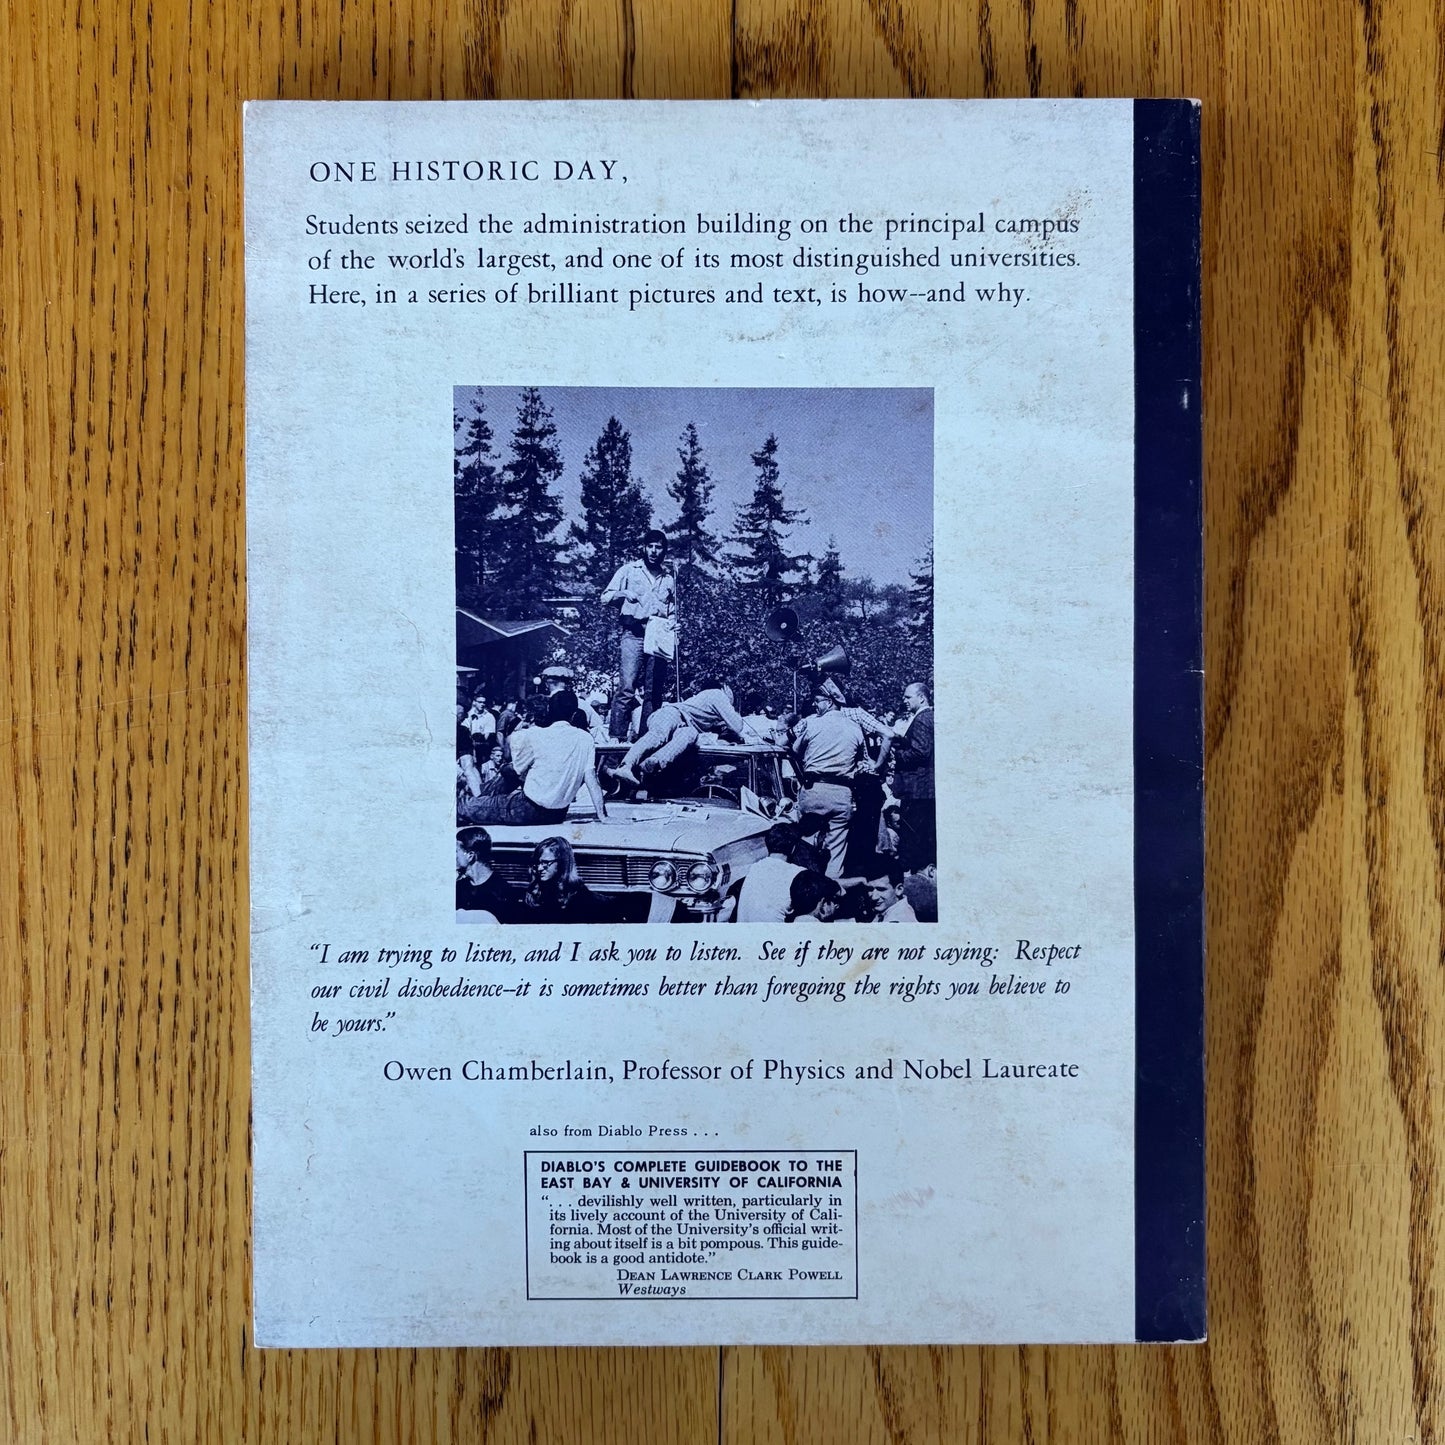 ONE HISTORIC DAY,
Students seized the administration building on the principal campus
of the world's largest, and one of its most distinguished universities.
Here, in a series of brilliant pictures and text, is how--and why.
“I am trying to listen, and I ask you to listen. See if they are not saying: Respect
our civil disobedience--it is sometimes better than foregoing the rights you believe to
be yours.”
Owen Chamberlain, Professor of Physics and Nobel Laureate
also from Diablo Press . . .
DIABLO'S COMPLETE GUIDEBOOK TO THE
EAST BAY & UNIVERSITY OF CALIFORNIA
“. . . devilishly well written, particularly in
its lively account of the University of Cali-
fornia. Most of the University's official writ-
ing about itself is a bit pompous. This guide-
book is a good antidote.”
DEAN LAWRENCE CLARK POWELL
Westways